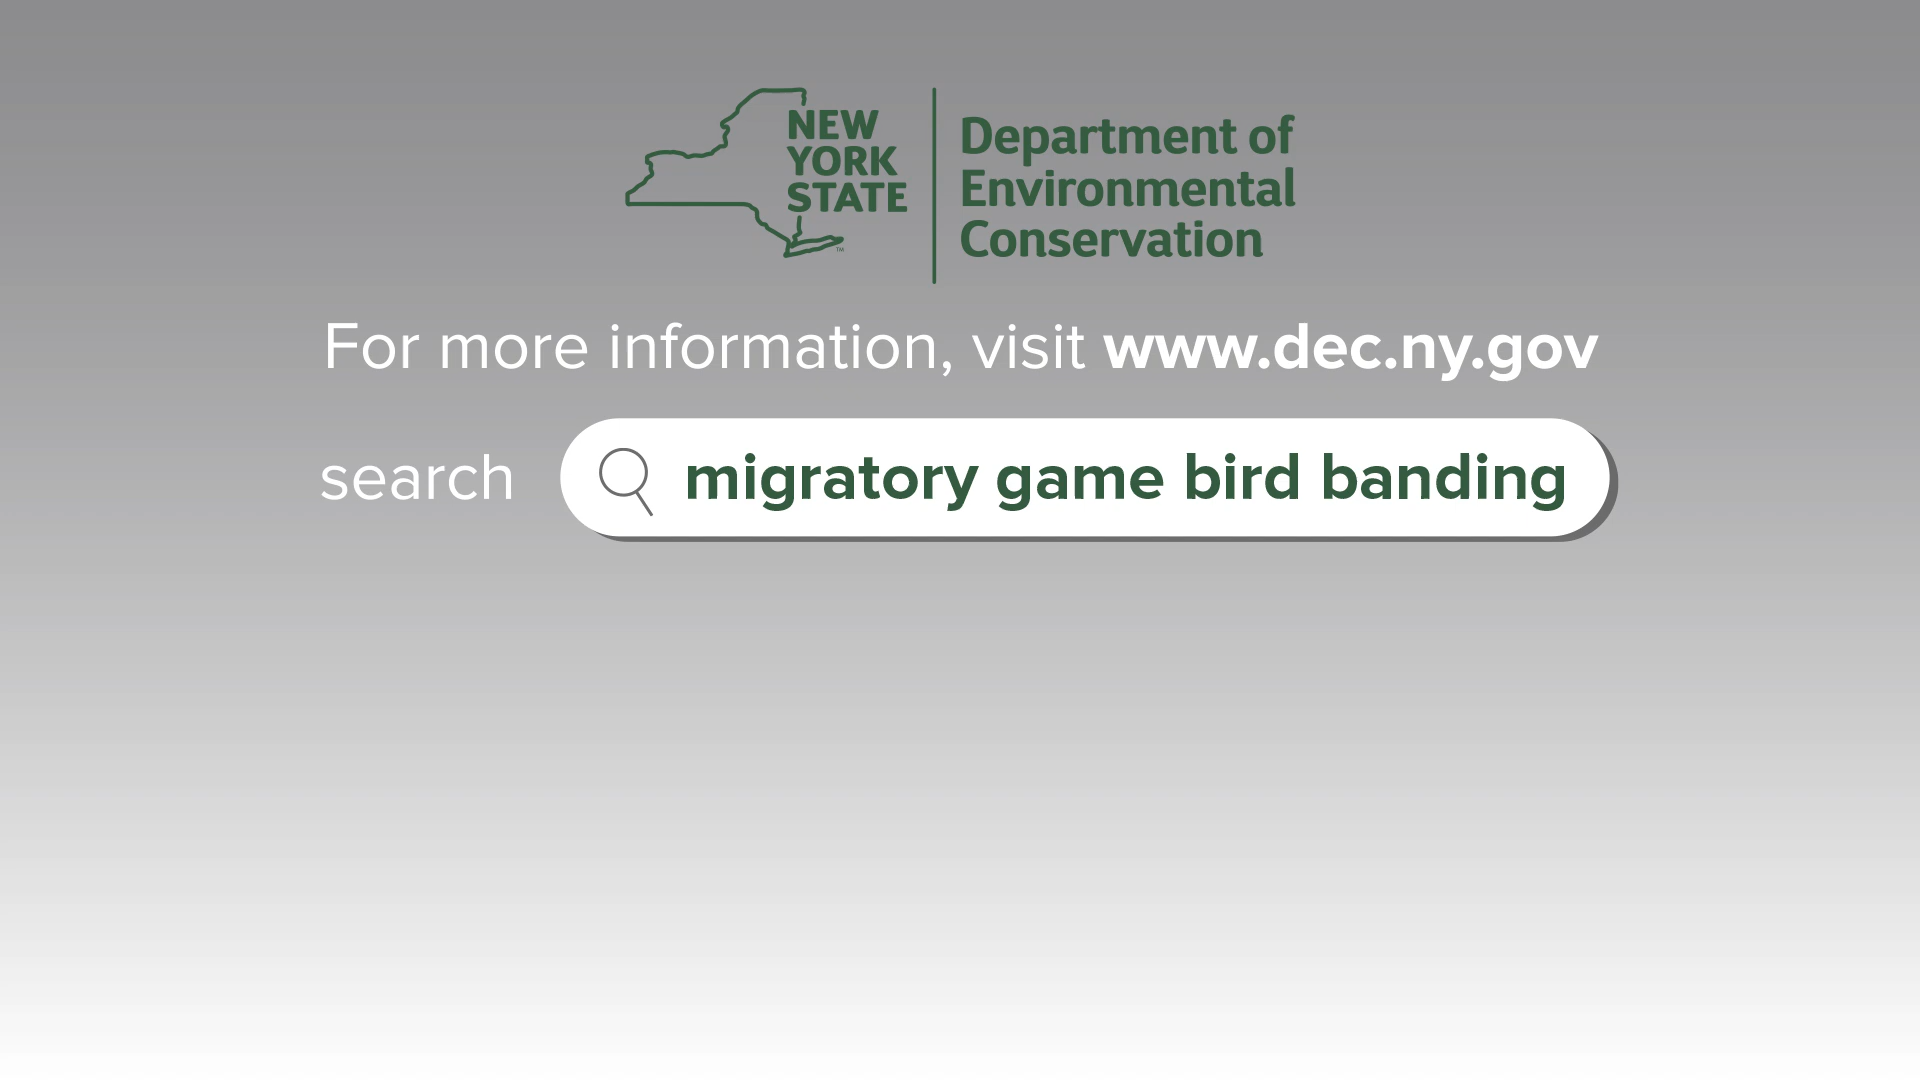 NEW
YORK
STATE
™
Department of
Environmental
Conservation
For more information, visit www.dec.ny.gov
search migratory game bird banding